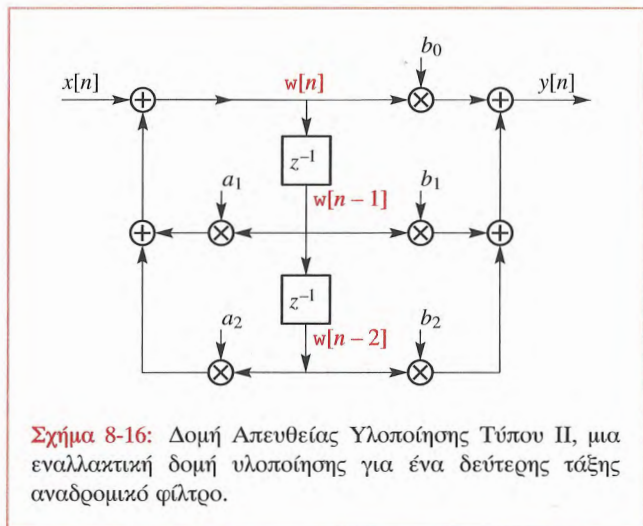 b₀
x[n] w[n] y[n]
z⁻¹
a₁ w[n − 1] b₁
z⁻¹
a₂ w[n − 2] b₂
Σχήμα 8-16: Δομή Απευθείας Υλοποίησης Τύπου II, μια
εναλλακτική δομή υλοποίησης για ένα δεύτερης τάξης
αναδρομικό φίλτρο.